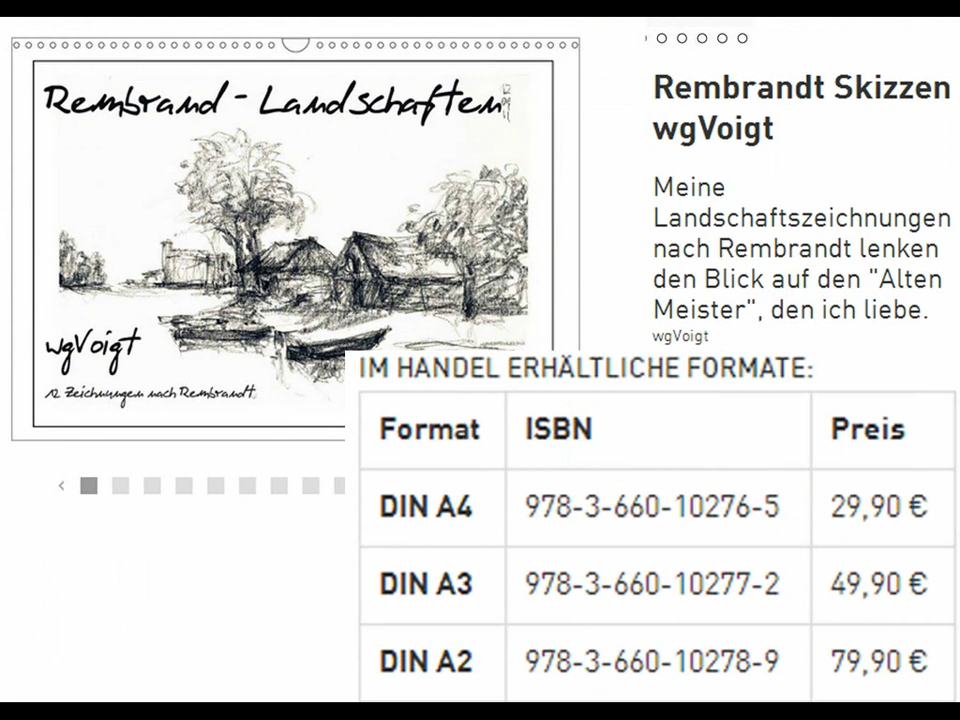 Rembrand - Landschaften
wgVoigt
12 Zeichnungen nach Rembrandt
Rembrandt Skizzen
wgVoigt
Meine
Landschaftszeichnungen
nach Rembrandt lenken
den Blick auf den "Alten
Meister", den ich liebe.
wgVoigt
IM HANDEL ERHÄLTLICHE FORMATE:
Format ISBN Preis
DIN A4 978-3-660-10276-5 29,90 €
DIN A3 978-3-660-10277-2 49,90 €
DIN A2 978-3-660-10278-9 79,90 €